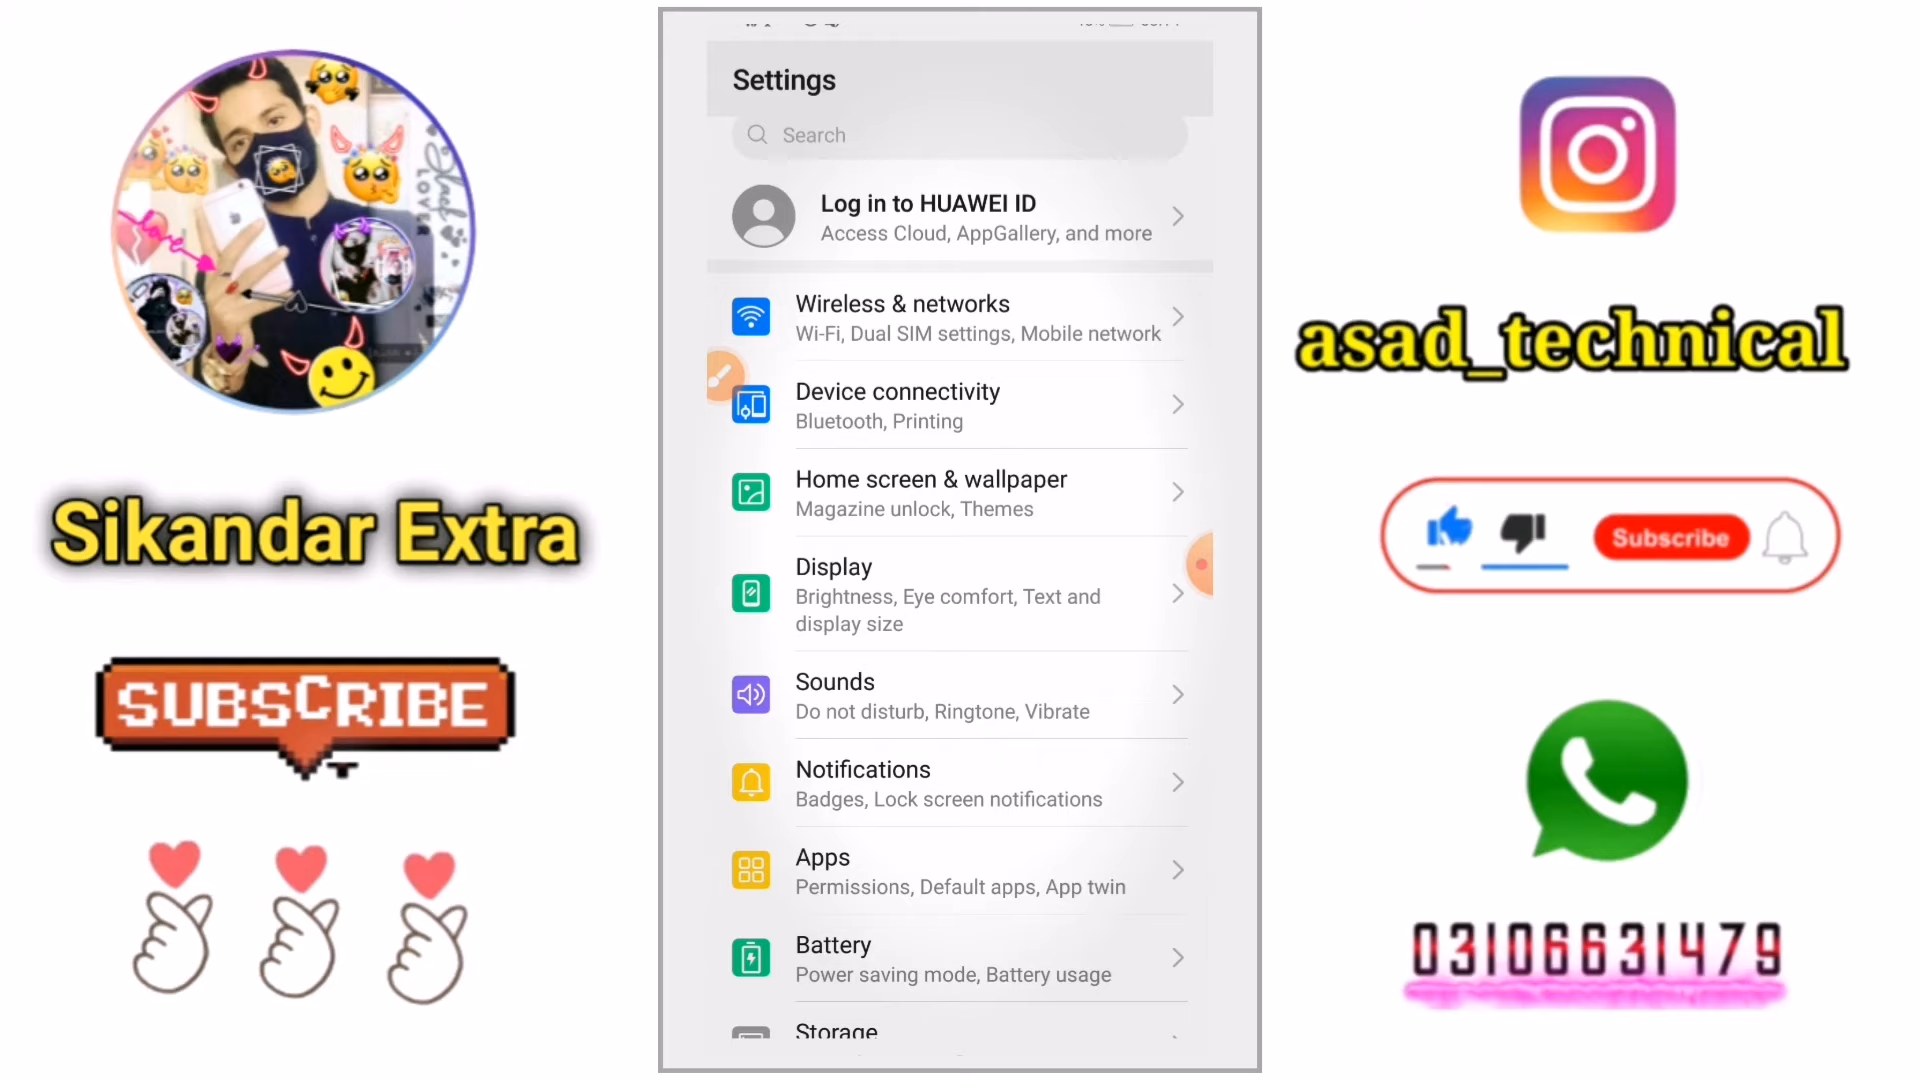 Settings
Search
Log in to HUAWEI ID
Access Cloud, AppGallery, and more
Wireless & networks
Wi-Fi, Dual SIM settings, Mobile network
Device connectivity
Bluetooth, Printing
Home screen & wallpaper
Magazine unlock, Themes
Display
Brightness, Eye comfort, Text and
display size
Sounds
Do not disturb, Ringtone, Vibrate
Notifications
Badges, Lock screen notifications
Apps
Permissions, Default apps, App twin
Battery
Power saving mode, Battery usage
Storage
love
LOVER
Sikandar Extra
SUBSCRIBE
asad_technical
Subscribe
03106631479